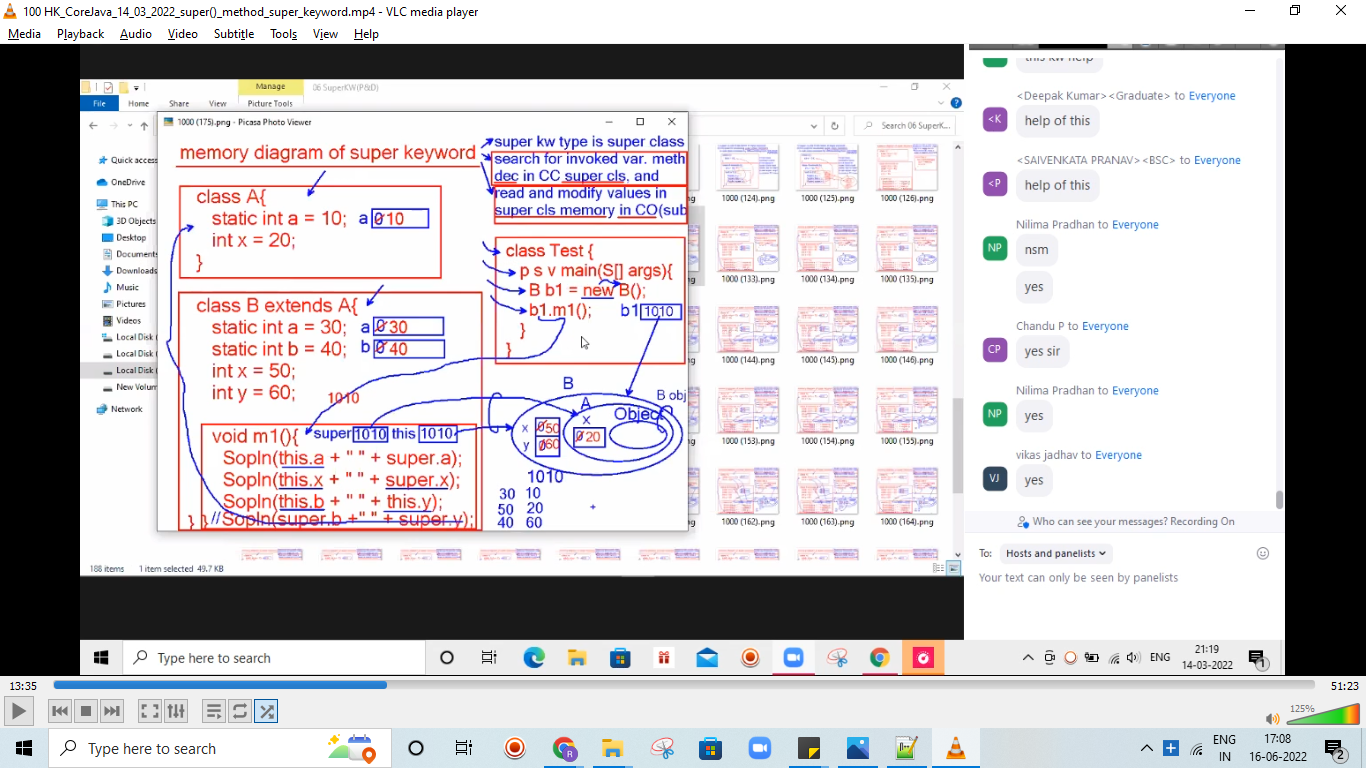 100 HK_CoreJava_14_03_2022_super()_method_super_keyword.mp4 - VLC media player
Media Playback Audio Video Subtitle Tools View Help
Manage
06 SuperKW(P&D)
File Home Share View Picture Tools
1000 (175).png - Picasa Photo Viewer
Search 06 SuperK...
Quick access
OneDrive
This PC
3D Objects
Desktop
Documents
Downloads
Music
Pictures
Videos
Local Disk (
Local Disk (
Local Disk (
New Volum
Network
memory diagram of super keyword
super kw type is super class
search for invoked var. meth
dec in CC super cls, and
read and modify values in
super cls memory in CO(sub
class A{
static int a = 10; a 0 10
int x = 20;
}
class B extends A{
static int a = 30; a 0 30
static int b = 40; b 0 40
int x = 50;
int y = 60;
1010
void m1(){ super 1010 this 1010
Sopln(this.a + " " + super.a);
Sopln(this.x + " " + super.x);
Sopln(this.b + " " + this.y);
} } // Sopln(super.b +" " + super.y);
class Test {
p s v main(S[] args){
B b1 = new B();
b1.m1(); b1 1010
}
}
B
B obj
A
Object
x 0 50
y 0 60
x
0 20
1010
30 10
50 20
40 60
1000 (124).png 1000 (125).png 1000 (126).png
1000 (133).png 1000 (134).png 1000 (135).png
1000 (144).png 1000 (145).png 1000 (146).png
1000 (153).png 1000 (154).png 1000 (155).png
1000 (162).png 1000 (163).png 1000 (164).png
188 items 1 item selected 49.7 KB
this kw help
<Deepak Kumar> <Graduate> to Everyone
<K
help of this
<SAIVENKATA PRANAV> <BSC> to Everyone
<P
help of this
Nilima Pradhan to Everyone
NP
nsm
yes
Chandu P to Everyone
CP
yes sir
Nilima Pradhan to Everyone
NP
yes
vikas jadhav to Everyone
VJ
yes
Who can see your messages? Recording On
To: Hosts and panelists
Your text can only be seen by panelists
Type here to search
ENG
21:19
14-03-2022
1
13:35
51:23
125%
Type here to search
R
ENG
IN
17:08
16-06-2022
2